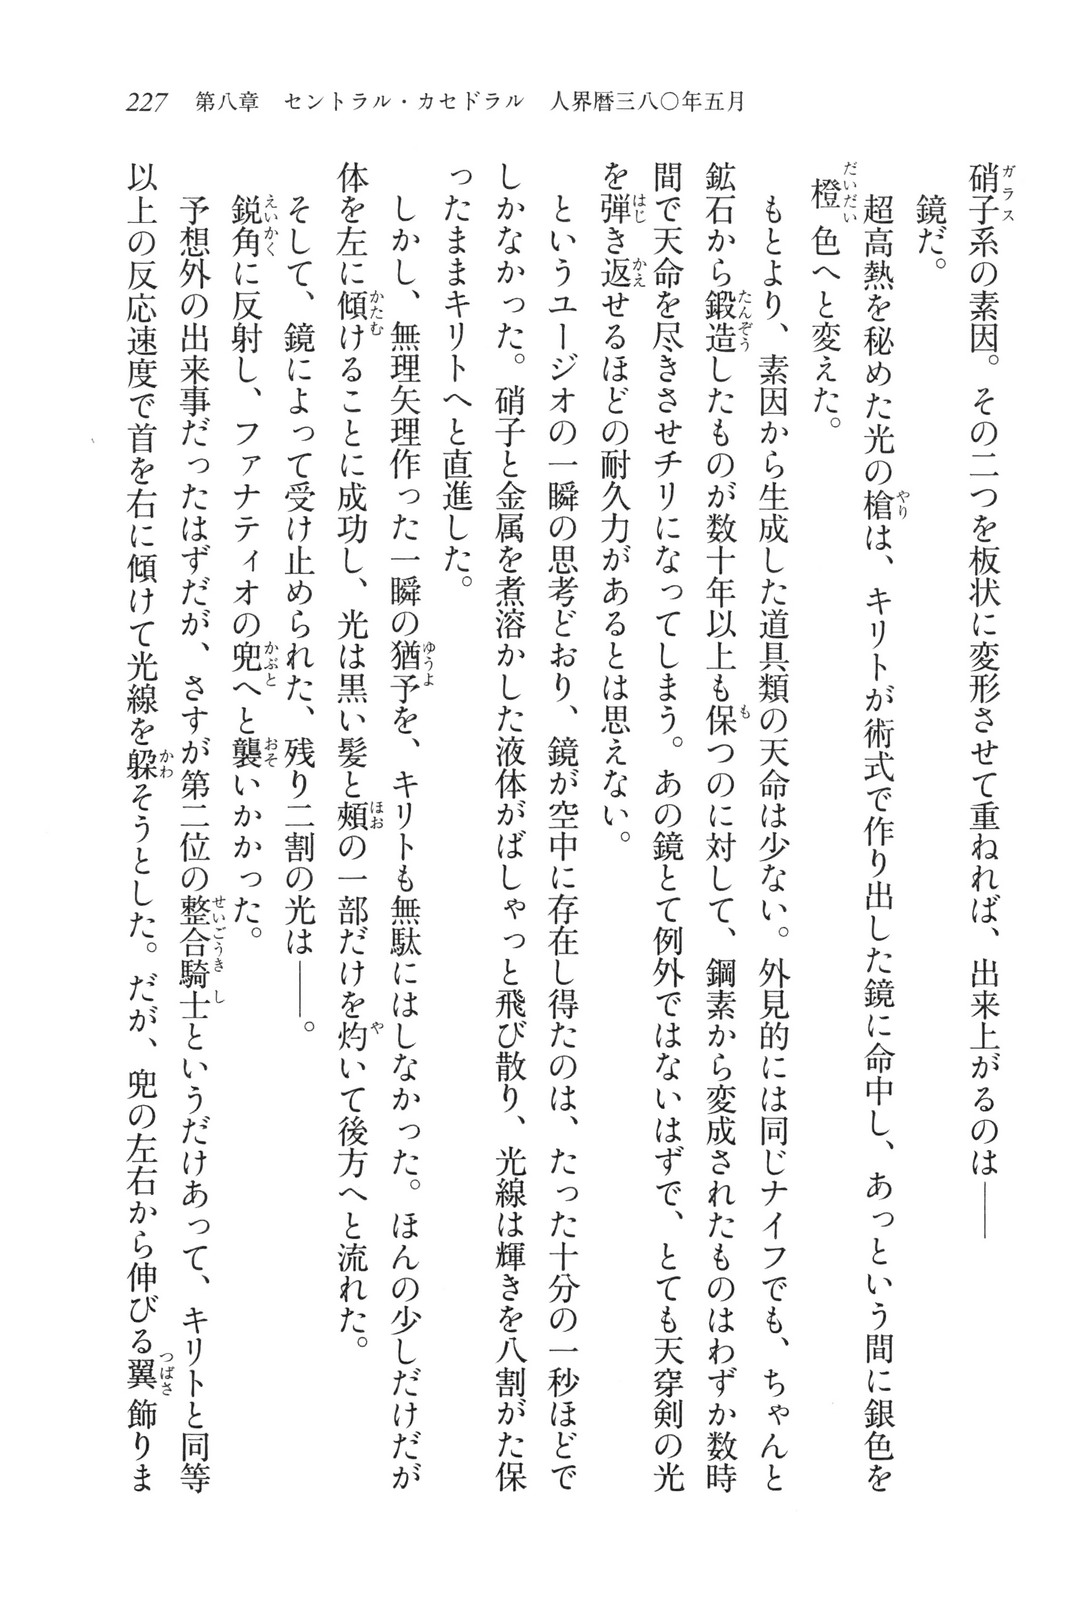 227　第八章　セントラル・カセドラル　人界暦三八〇年五月
硝子系の素因。その二つを板状に変形させて重ねれば、出来上がるのは――
鏡だ。
超高熱を秘めた光の槍は、キリトが術式で作り出した鏡に命中し、あっという間に銀色を
橙色へと変えた。
もとより、素因から生成した道具類の天命は少ない。外見的には同じナイフでも、ちゃんと
鉱石から鍛造したものが数十年以上も保つのに対して、鋼素から変成されたものはわずか数時
間で天命を尽きさせチリになってしまう。あの鏡とて例外ではないはずで、とても天穿剣の光
を弾き返せるほどの耐久力があるとは思えない。
というユージオの一瞬の思考どおり、鏡が空中に存在し得たのは、たった十分の一秒ほどで
しかなかった。硝子と金属を煮溶かした液体がばしゃっと飛び散り、光線は輝きを八割がた保
ったままキリトへと直進した。
しかし、無理矢理作った一瞬の猶予を、キリトも無駄にはしなかった。ほんの少しだけだが
体を左に傾けることに成功し、光は黒い髪と頰の一部だけを灼いて後方へと流れた。
そして、鏡によって受け止められた、残り二割の光は――。
鋭角に反射し、ファナティオの兜へと襲いかかった。
予想外の出来事だったはずだが、さすが第二位の整合騎士というだけあって、キリトと同等
以上の反応速度で首を右に傾けて光線を躱そうとした。だが、兜の左右から伸びる翼飾りま